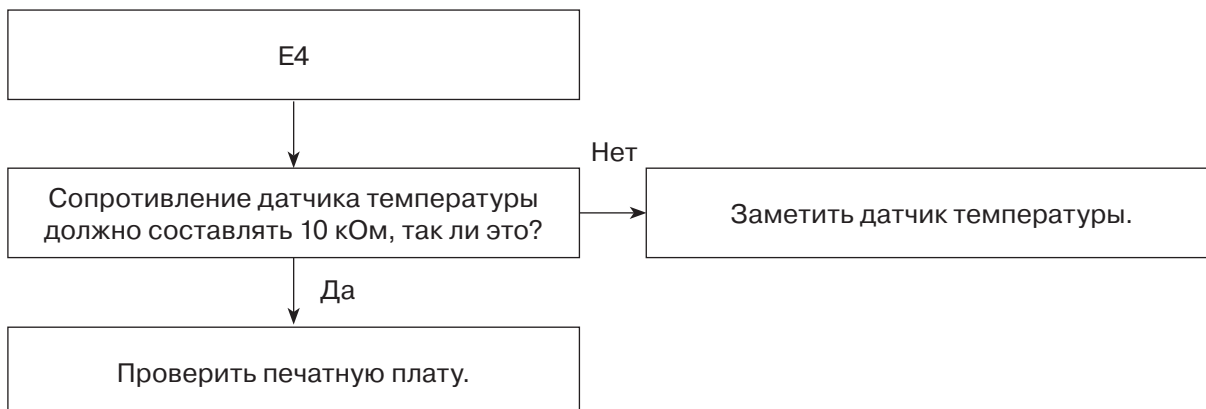 E4
Нет
Сопротивление датчика температуры
должно составлять 10 кОм, так ли это?
Заметить датчик температуры.
Да
Проверить печатную плату.